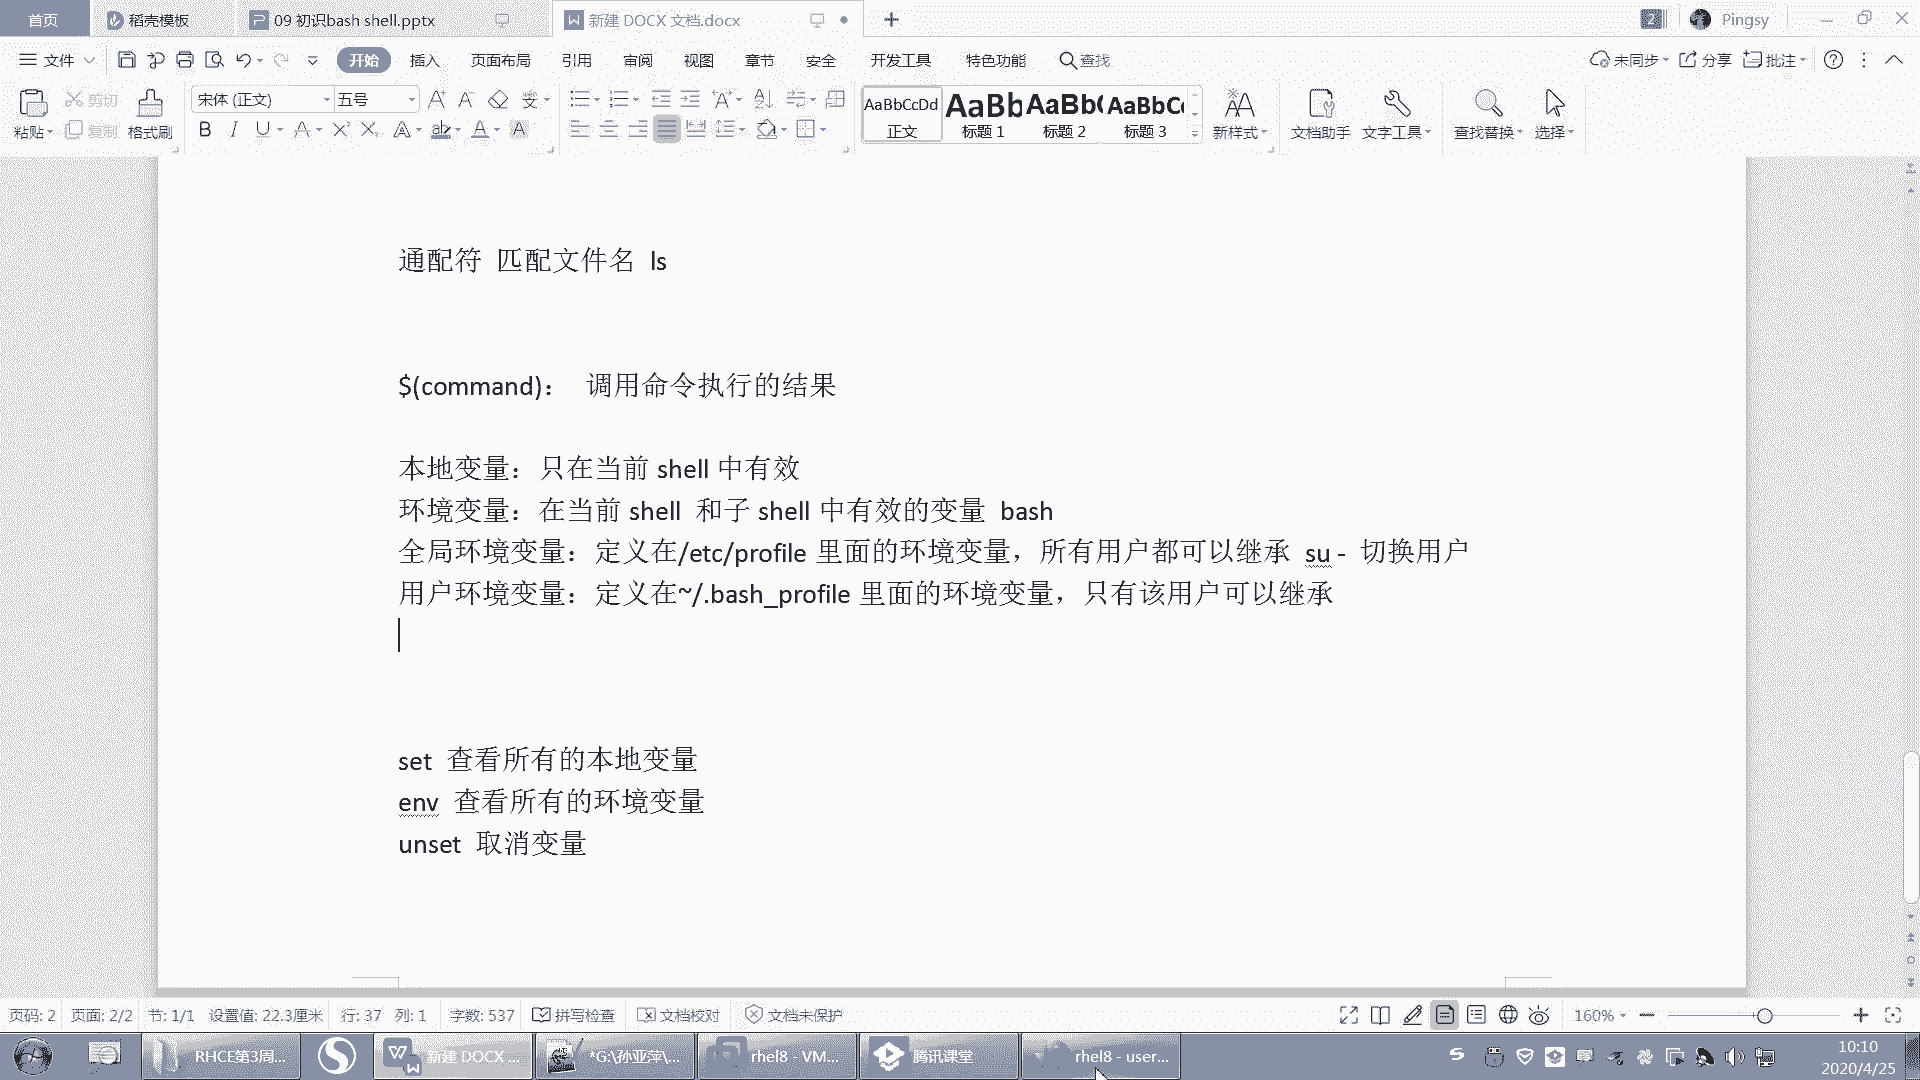 首页
稻壳模板
09 初识bash shell.pptx
新建 DOCX 文档.docx
2
Pingsy
文件
开始
插入
页面布局
引用
审阅
视图
章节
安全
开发工具
特色功能
查找
未同步
分享
批注
粘贴
剪切
复制
格式刷
宋体 (正文)
五号
AaBbCcDd
正文
AaBb
标题 1
AaBb(
标题 2
AaBbC
标题 3
新样式
文档助手
文字工具
查找替换
选择
通配符 匹配文件名 ls
$(command)： 调用命令执行的结果
本地变量：只在当前 shell 中有效
环境变量：在当前 shell 和子 shell 中有效的变量 bash
全局环境变量：定义在/etc/profile 里面的环境变量，所有用户都可以继承 su - 切换用户
用户环境变量：定义在~/.bash_profile 里面的环境变量，只有该用户可以继承
set 查看所有的本地变量
env 查看所有的环境变量
unset 取消变量
页码: 2
页面: 2/2
节: 1/1
设置值: 22.3厘米
行: 37
列: 1
字数: 537
拼写检查
文档校对
文档未保护
160%
RHCE第3周...
新建 DOCX ...
*G:\孙亚萍\...
rhel8 - VM...
腾讯课堂
rhel8 - user...
10:10
2020/4/25